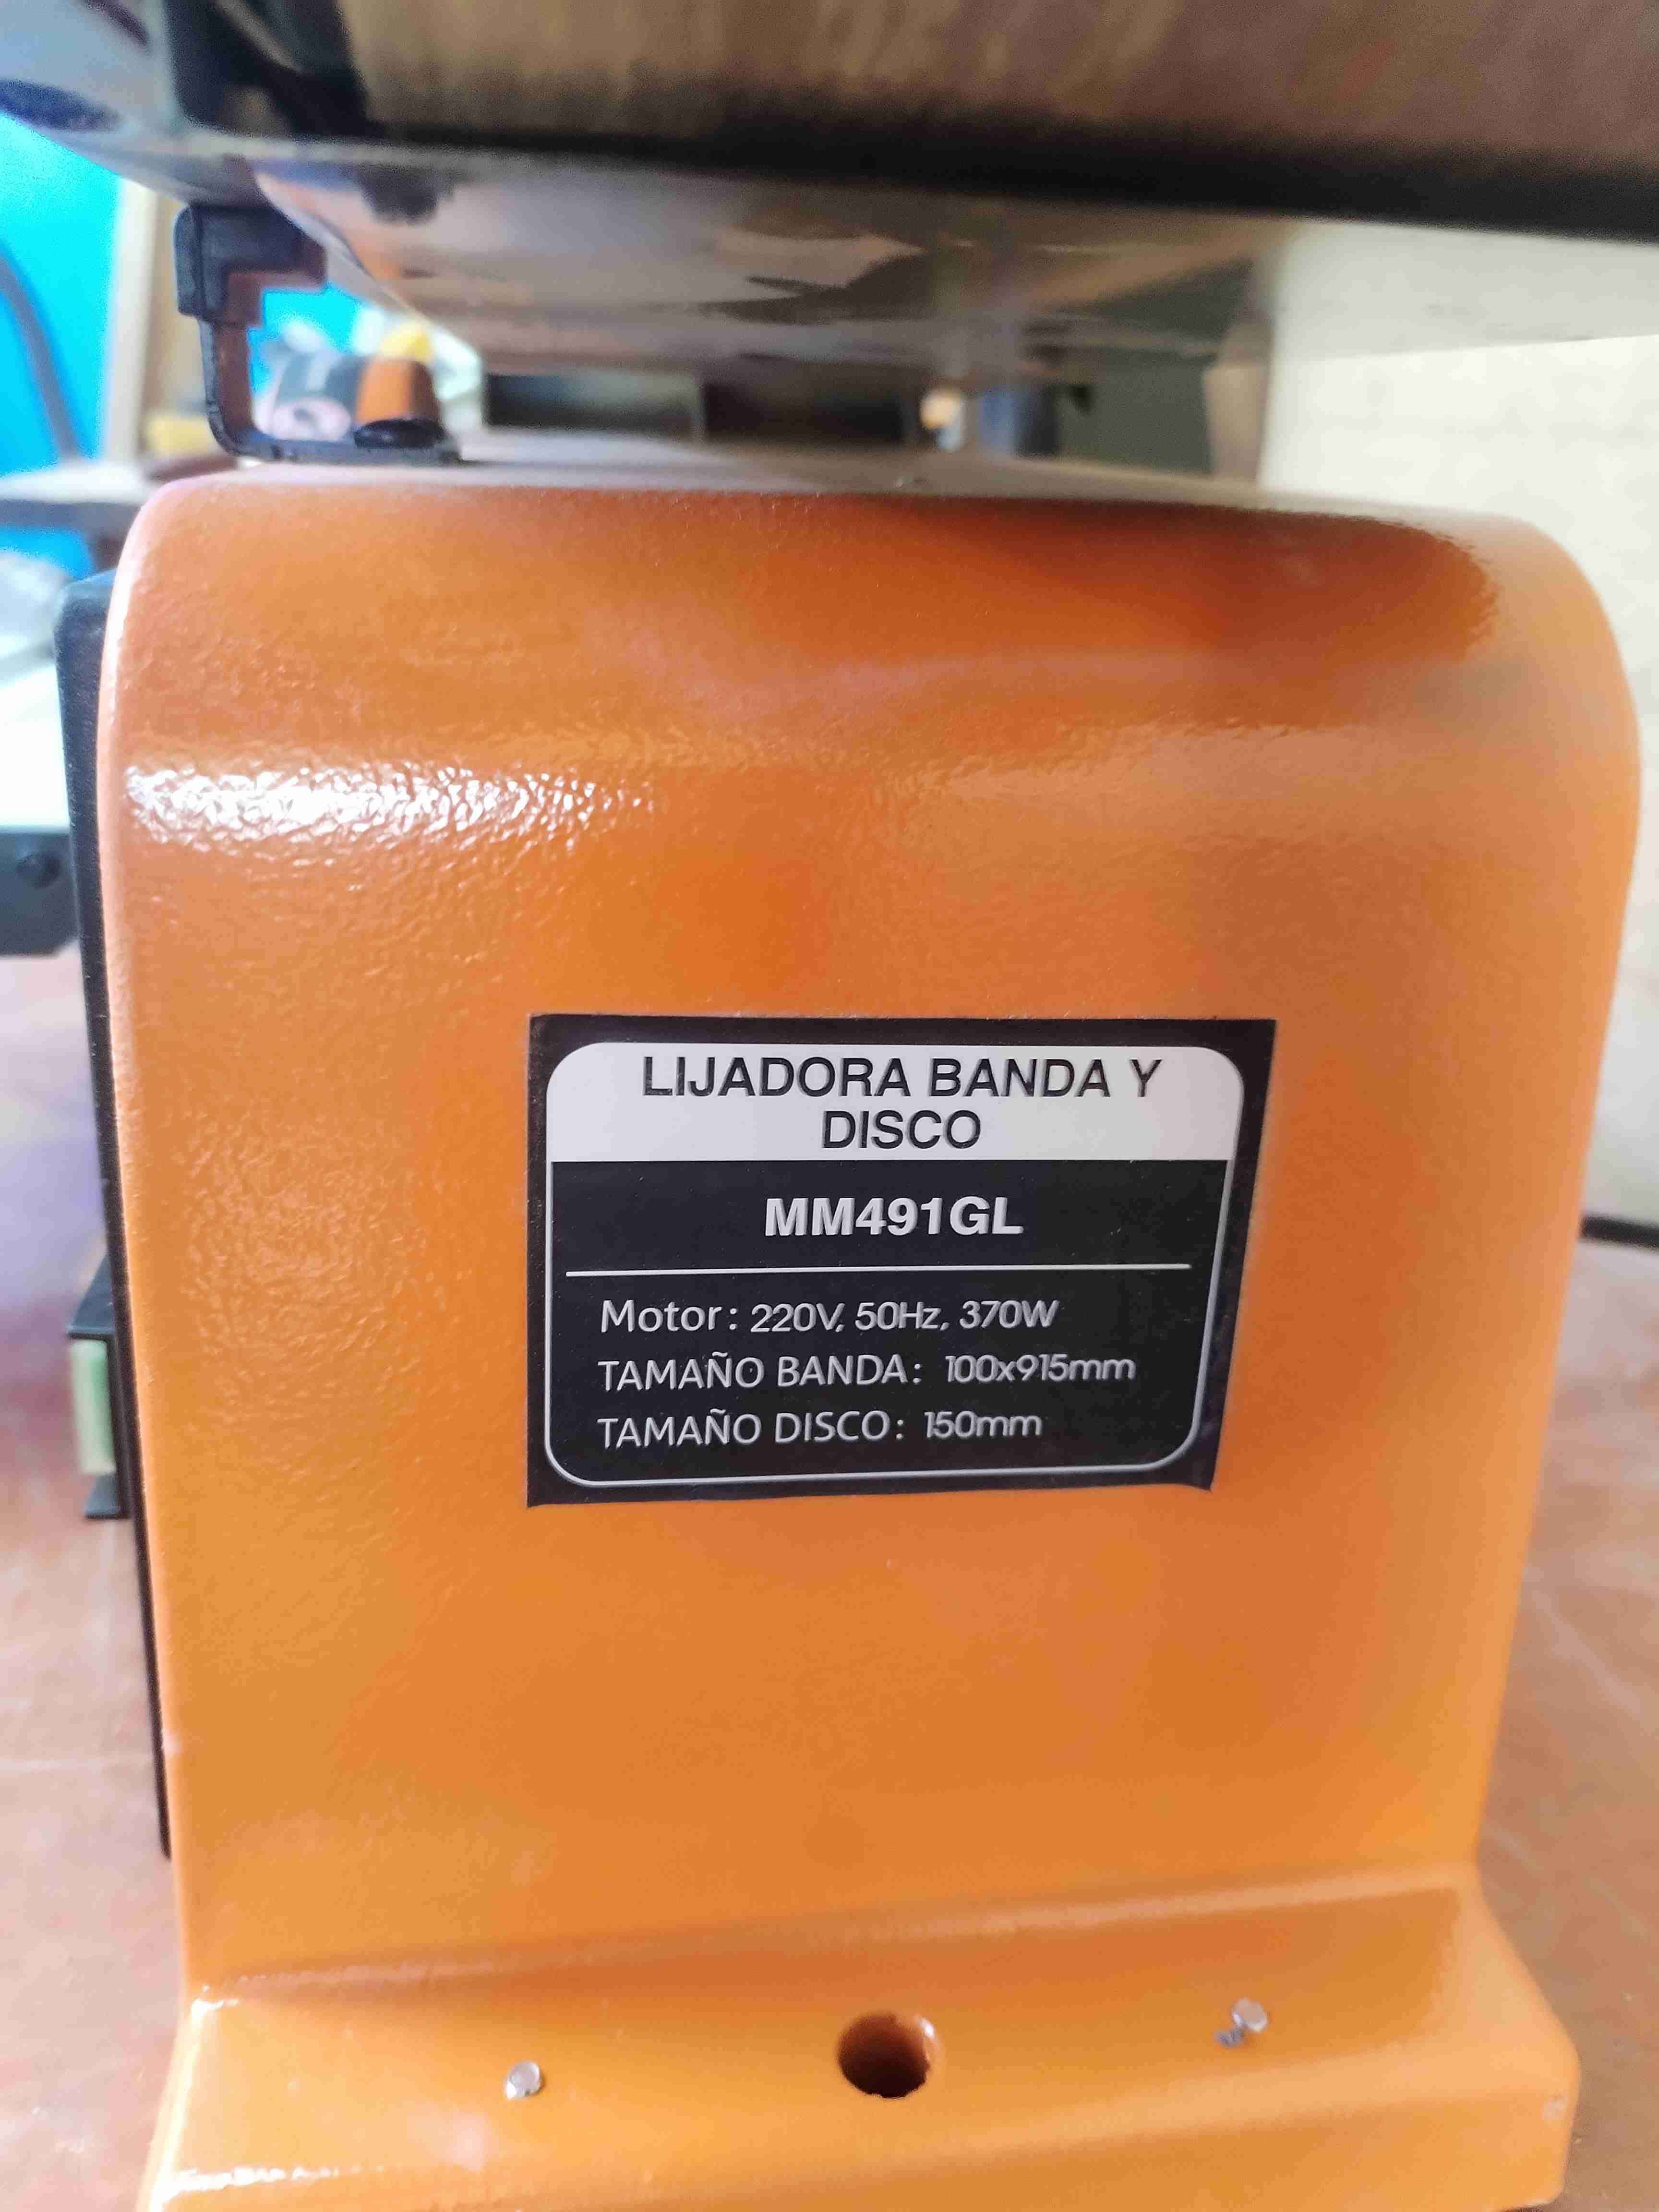 LIJADORA BANDA Y
DISCO
MM491GL
Motor: 220V, 50Hz, 370W
TAMAÑO BANDA: 100x915mm
TAMAÑO DISCO: 150mm